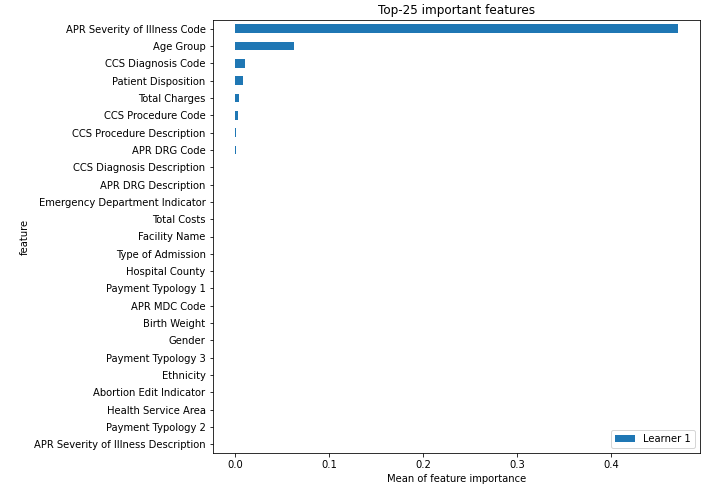 Top-25 important features
APR Severity of Illness Code
Age Group
CCS Diagnosis Code
Patient Disposition
Total Charges
CCS Procedure Code
CCS Procedure Description
APR DRG Code
CCS Diagnosis Description
APR DRG Description
Emergency Department Indicator
Total Costs
Facility Name
Type of Admission
Hospital County
Payment Typology 1
APR MDC Code
Birth Weight
Gender
Payment Typology 3
Ethnicity
Abortion Edit Indicator
Health Service Area
Payment Typology 2
APR Severity of Illness Description
feature
Learner 1
0.0 0.1 0.2 0.3 0.4
Mean of feature importance